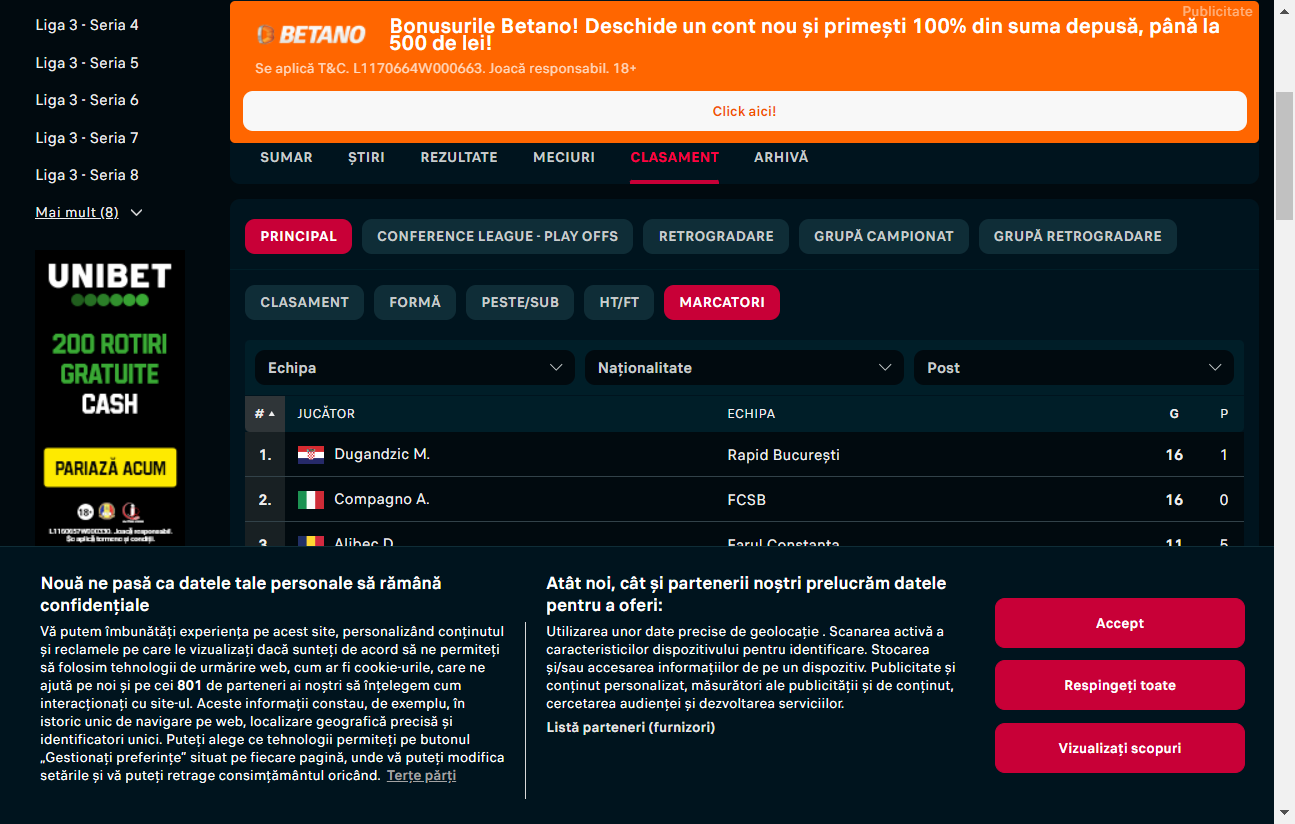 Liga 3 - Seria 4
Liga 3 - Seria 5
Liga 3 - Seria 6
Liga 3 - Seria 7
Liga 3 - Seria 8
Mai mult (8)
UNIBET
200 ROTIRI
GRATUITE
CASH
PARIAZĂ ACUM
18+
L1160657W000330. Joacă responsabil.
Se aplică termeni și condiții.
Publicitate
BETANO
Bonusurile Betano! Deschide un cont nou și primești 100% din suma depusă, până la
500 de lei!
Se aplică T&C. L1170664W000663. Joacă responsabil. 18+
Click aici!
SUMAR ȘTIRI REZULTATE MECIURI CLASAMENT ARHIVĂ
PRINCIPAL CONFERENCE LEAGUE - PLAY OFFS RETROGRADARE GRUPĂ CAMPIONAT GRUPĂ RETROGRADARE
CLASAMENT FORMĂ PESTE/SUB HT/FT MARCATORI
Echipa Naționalitate Post
# JUCĂTOR ECHIPA G P
1. Dugandzic M. Rapid București 16 1
2. Compagno A. FCSB 16 0
3. Alibec D. Farul Constanța 11 5
Nouă ne pasă ca datele tale personale să rămână
confidențiale
Vă putem îmbunătăți experiența pe acest site, personalizând conținutul
și reclamele pe care le vizualizați dacă sunteți de acord să ne permiteți
să folosim tehnologii de urmărire web, cum ar fi cookie-urile, care ne
ajută pe noi și pe cei 801 de parteneri ai noștri să înțelegem cum
interacționați cu site-ul. Aceste informații constau, de exemplu, în
istoric unic de navigare pe web, localizare geografică precisă și
identificatori unici. Puteți alege ce tehnologii permiteți pe butonul
„Gestionați preferințe” situat pe fiecare pagină, unde vă puteți modifica
setările și vă puteți retrage consimțământul oricând. Terțe părți
Atât noi, cât și partenerii noștri prelucrăm datele
pentru a oferi:
Utilizarea unor date precise de geolocație . Scanarea activă a
caracteristicilor dispozitivului pentru identificare. Stocarea
și/sau accesarea informațiilor de pe un dispozitiv. Publicitate și
conținut personalizat, măsurători ale publicității și de conținut,
cercetarea audienței și dezvoltarea serviciilor.
Listă parteneri (furnizori)
Accept
Respingeți toate
Vizualizați scopuri